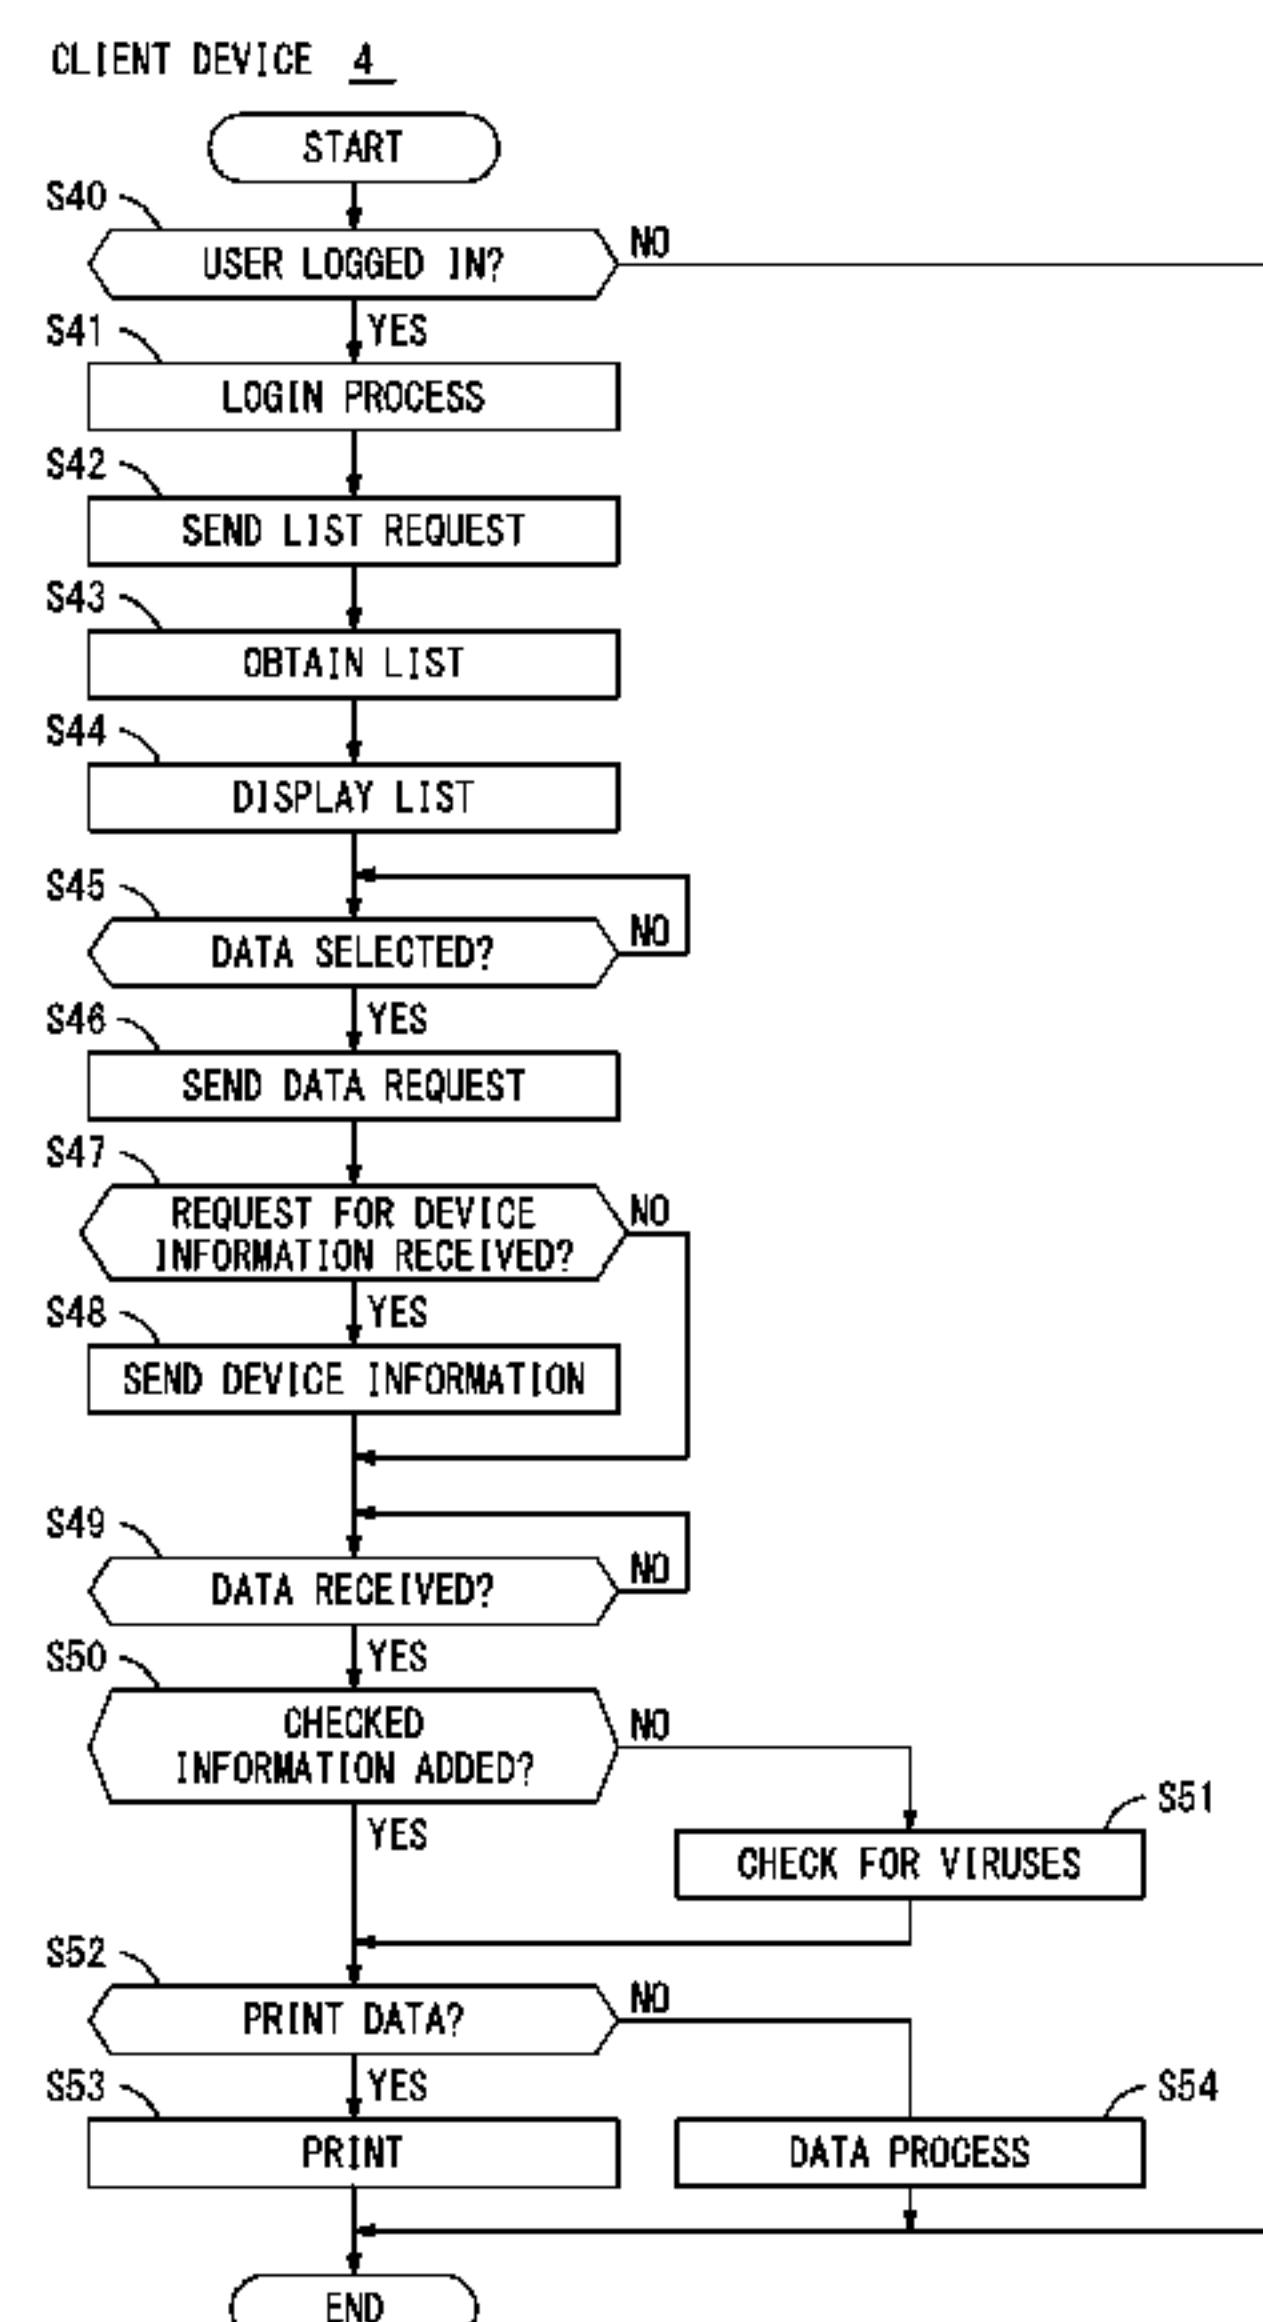 CLIENT DEVICE 4
START
S40
USER LOGGED IN?
NO
YES
S41
LOGIN PROCESS
S42
SEND LIST REQUEST
S43
OBTAIN LIST
S44
DISPLAY LIST
S45
DATA SELECTED?
NO
YES
S46
SEND DATA REQUEST
S47
REQUEST FOR DEVICE
INFORMATION RECEIVED?
NO
YES
S48
SEND DEVICE INFORMATION
S49
DATA RECEIVED?
NO
YES
S50
CHECKED
INFORMATION ADDED?
NO
YES
S51
CHECK FOR VIRUSES
S52
PRINT DATA?
NO
YES
S53
PRINT
S54
DATA PROCESS
END